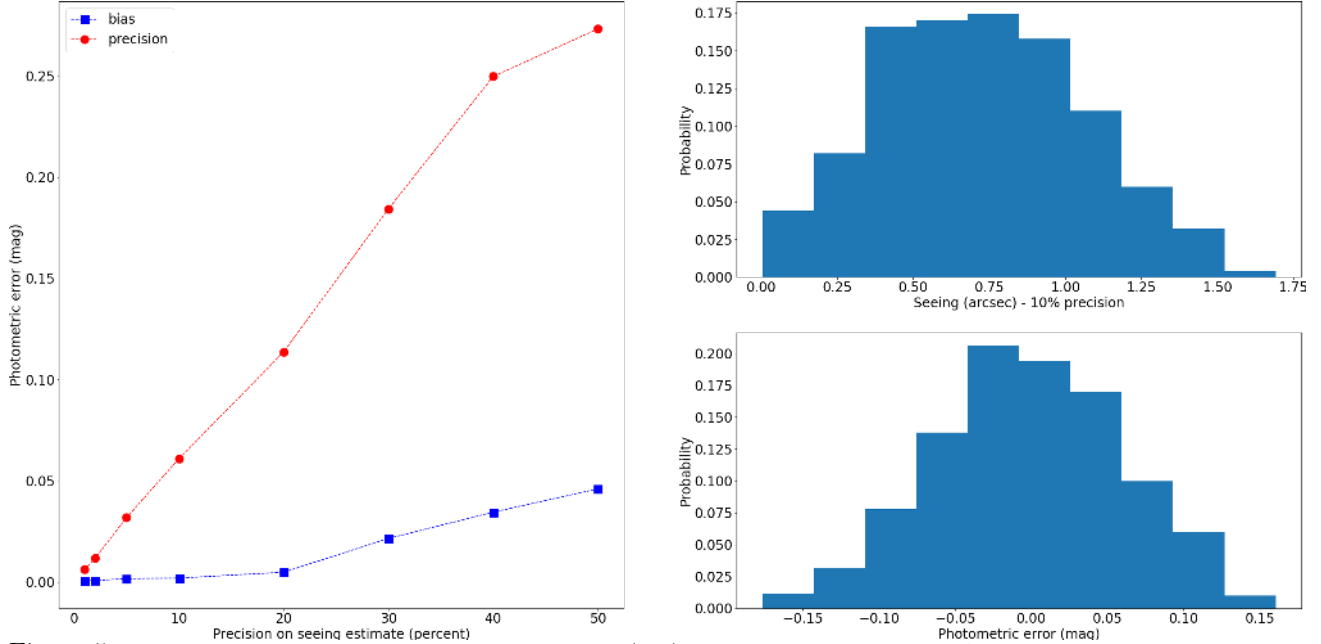 bias
precision
0.25
0.20
0.15
0.10
0.05
0.00
Photometric error (mag)
0 10 20 30 40 50
Precision on seeing estimate (percent)
0.175
0.150
0.125
0.100
0.075
0.050
0.025
0.000
Probability
0.00 0.25 0.50 0.75 1.00 1.25 1.50 1.75
Seeing (arcsec) - 10% precision
0.200
0.175
0.150
0.125
0.100
0.075
0.050
0.025
0.000
Probability
−0.15 −0.10 −0.05 0.00 0.05 0.10 0.15
Photometric error (mag)